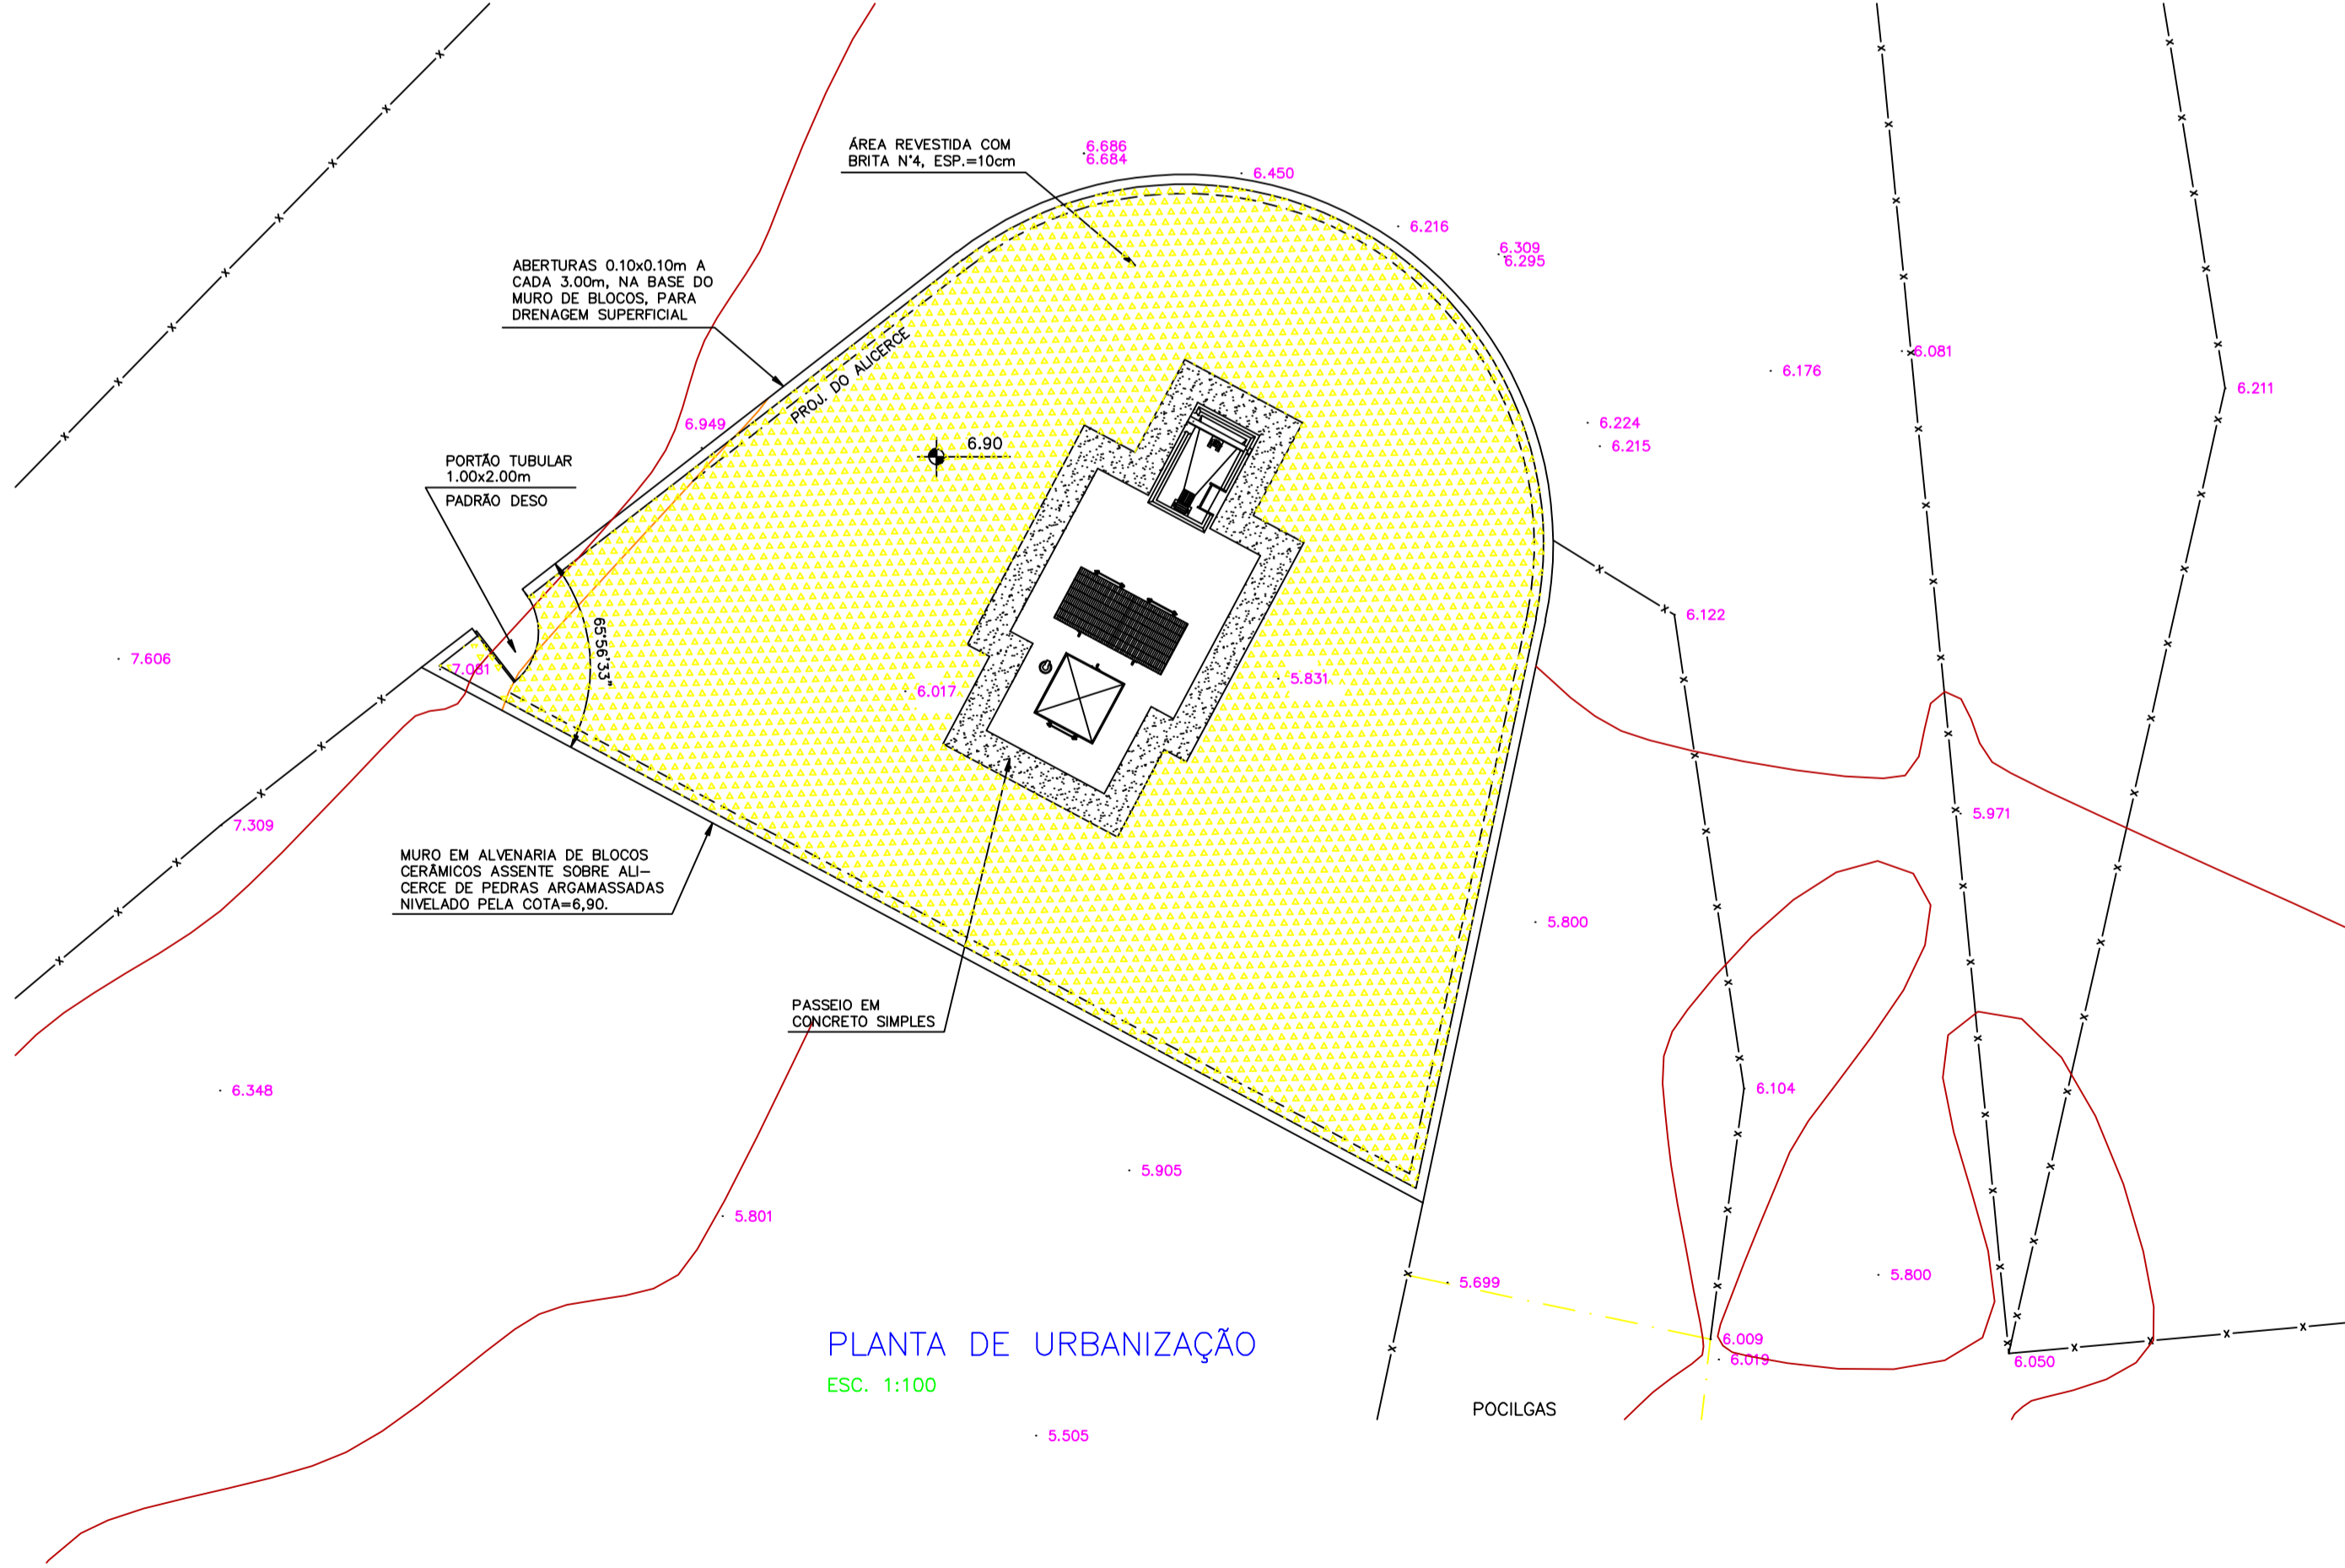 ÁREA REVESTIDA COM
BRITA N°4, ESP.=10cm
6.686
6.684
6.450
6.216
6.309
6.295
ABERTURAS 0.10x0.10m A
CADA 3.00m, NA BASE DO
MURO DE BLOCOS, PARA
DRENAGEM SUPERFICIAL
PROJ. DO ALICERCE
6.081
6.176
6.211
6.949
6.90
6.224
6.215
PORTÃO TUBULAR
1.00x2.00m
PADRÃO DESO
65°56'33"
6.122
7.606
7.081
6.017
5.831
7.309
5.971
MURO EM ALVENARIA DE BLOCOS
CERÂMICOS ASSENTE SOBRE ALI-
CERCE DE PEDRAS ARGAMASSADAS
NIVELADO PELA COTA=6,90.
5.800
PASSEIO EM
CONCRETO SIMPLES
6.348
6.104
5.905
5.801
5.699
5.800
PLANTA DE URBANIZAÇÃO
ESC. 1:100
6.009
6.019
6.050
POCILGAS
5.505